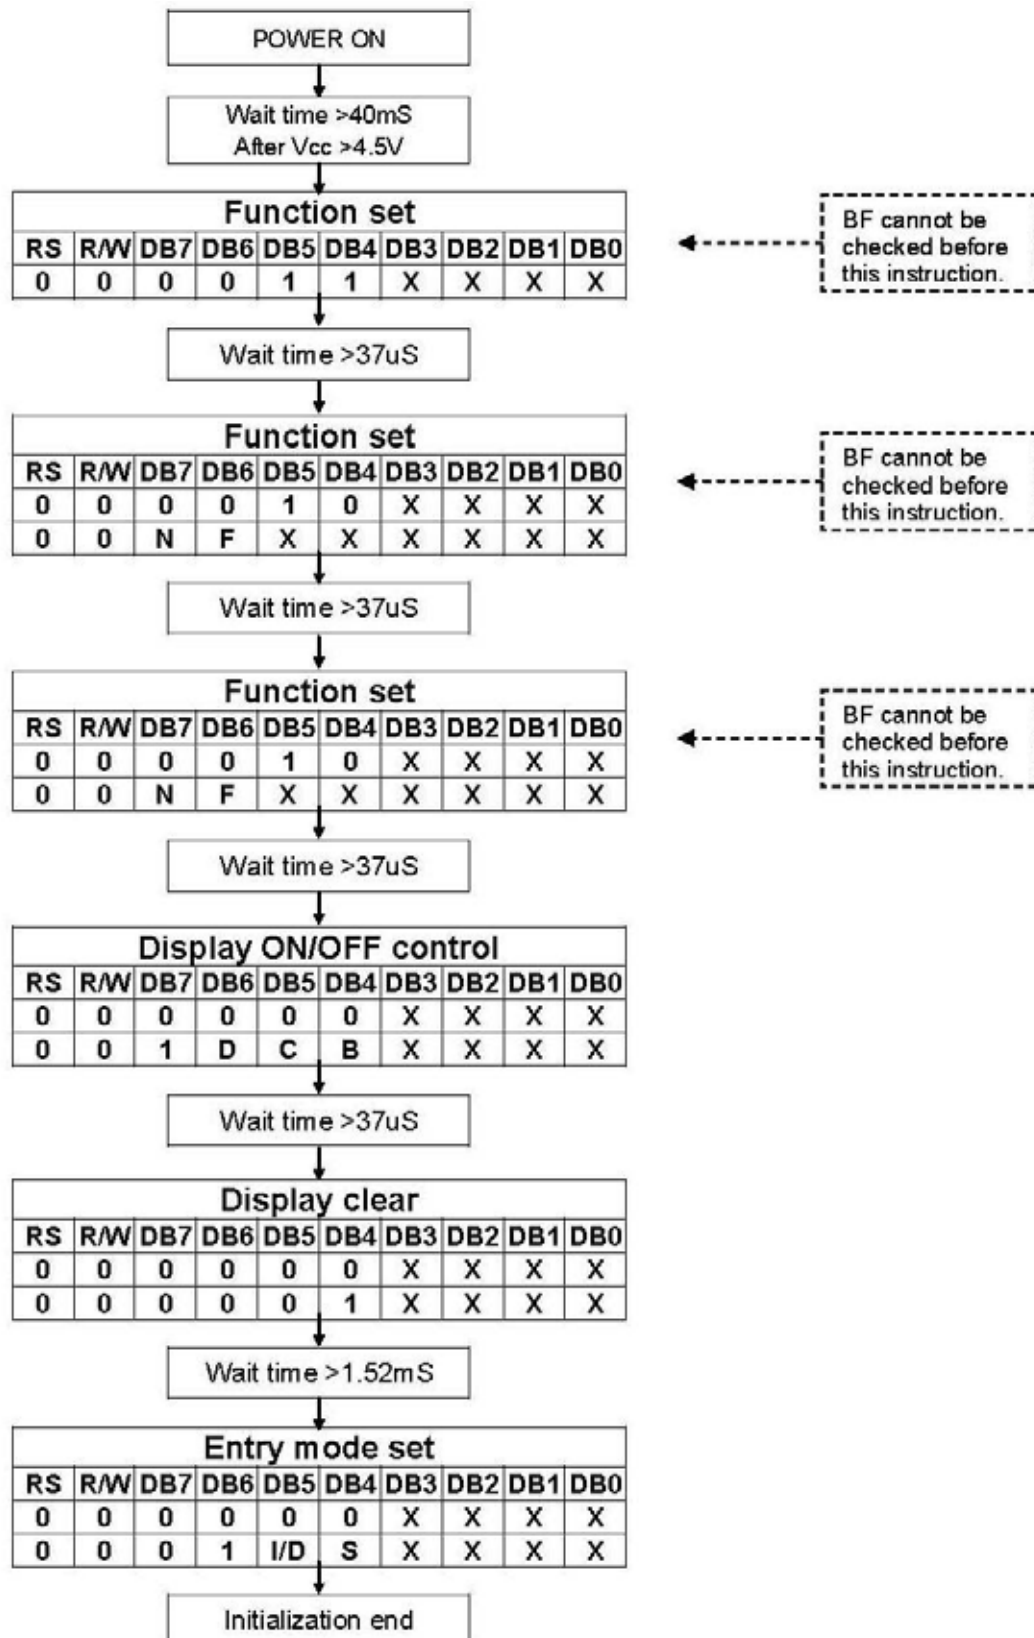 POWER ON
Wait time >40mS
After Vcc >4.5V
Function set
RS R/W DB7 DB6 DB5 DB4 DB3 DB2 DB1 DB0
0 0 0 0 1 1 X X X X
BF cannot be
checked before
this instruction.
Wait time >37uS
Function set
RS R/W DB7 DB6 DB5 DB4 DB3 DB2 DB1 DB0
0 0 0 0 1 0 X X X X
0 0 N F X X X X X X
BF cannot be
checked before
this instruction.
Wait time >37uS
Function set
RS R/W DB7 DB6 DB5 DB4 DB3 DB2 DB1 DB0
0 0 0 0 1 0 X X X X
0 0 N F X X X X X X
BF cannot be
checked before
this instruction.
Wait time >37uS
Display ON/OFF control
RS R/W DB7 DB6 DB5 DB4 DB3 DB2 DB1 DB0
0 0 0 0 0 0 X X X X
0 0 1 D C B X X X X
Wait time >37uS
Display clear
RS R/W DB7 DB6 DB5 DB4 DB3 DB2 DB1 DB0
0 0 0 0 0 0 X X X X
0 0 0 0 0 1 X X X X
Wait time >1.52mS
Entry mode set
RS R/W DB7 DB6 DB5 DB4 DB3 DB2 DB1 DB0
0 0 0 0 0 0 X X X X
0 0 0 1 I/D S X X X X
Initialization end